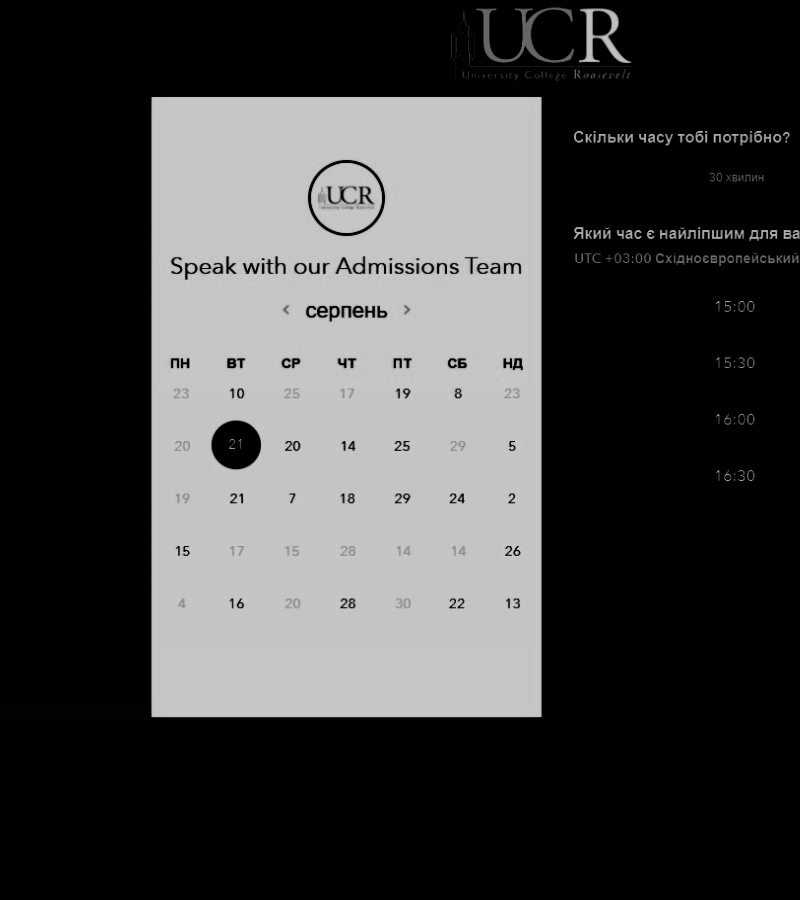 UCR
University College Roosevelt
UCR
University College Roosevelt
Speak with our Admissions Team
серпень
ПН ВТ СР ЧТ ПТ СБ НД
23 10 25 17 19 8 23
20 21 20 14 25 29 5
19 21 7 18 29 24 2
15 17 15 28 14 14 26
4 16 20 28 30 22 13
Скільки часу тобі потрібно?
30 хвилин
Який час є найліпшим для ва
UTC +03:00 Східноєвропейський
15:00
15:30
16:00
16:30